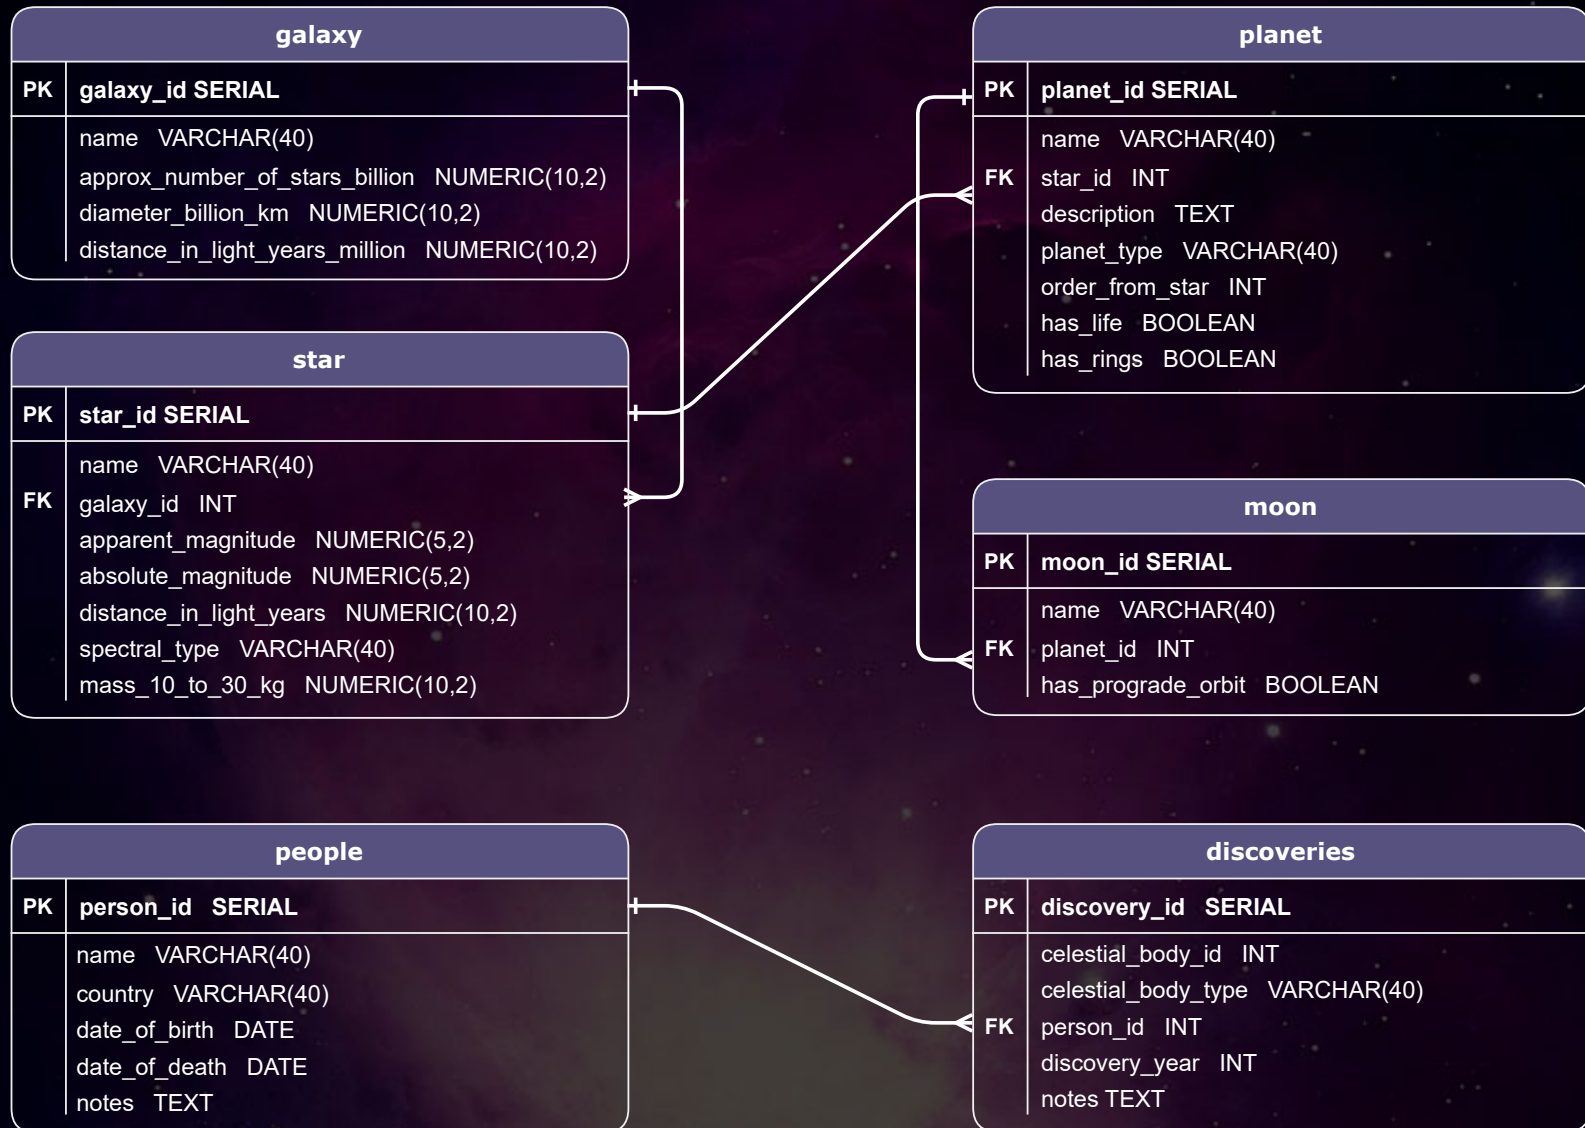 galaxy
PK galaxy_id SERIAL
name VARCHAR(40)
approx_number_of_stars_billion NUMERIC(10,2)
diameter_billion_km NUMERIC(10,2)
distance_in_light_years_million NUMERIC(10,2)
star
PK star_id SERIAL
name VARCHAR(40)
FK galaxy_id INT
apparent_magnitude NUMERIC(5,2)
absolute_magnitude NUMERIC(5,2)
distance_in_light_years NUMERIC(10,2)
spectral_type VARCHAR(40)
mass_10_to_30_kg NUMERIC(10,2)
planet
PK planet_id SERIAL
name VARCHAR(40)
FK star_id INT
description TEXT
planet_type VARCHAR(40)
order_from_star INT
has_life BOOLEAN
has_rings BOOLEAN
moon
PK moon_id SERIAL
name VARCHAR(40)
FK planet_id INT
has_prograde_orbit BOOLEAN
people
PK person_id SERIAL
name VARCHAR(40)
country VARCHAR(40)
date_of_birth DATE
date_of_death DATE
notes TEXT
discoveries
PK discovery_id SERIAL
celestial_body_id INT
celestial_body_type VARCHAR(40)
FK person_id INT
discovery_year INT
notes TEXT